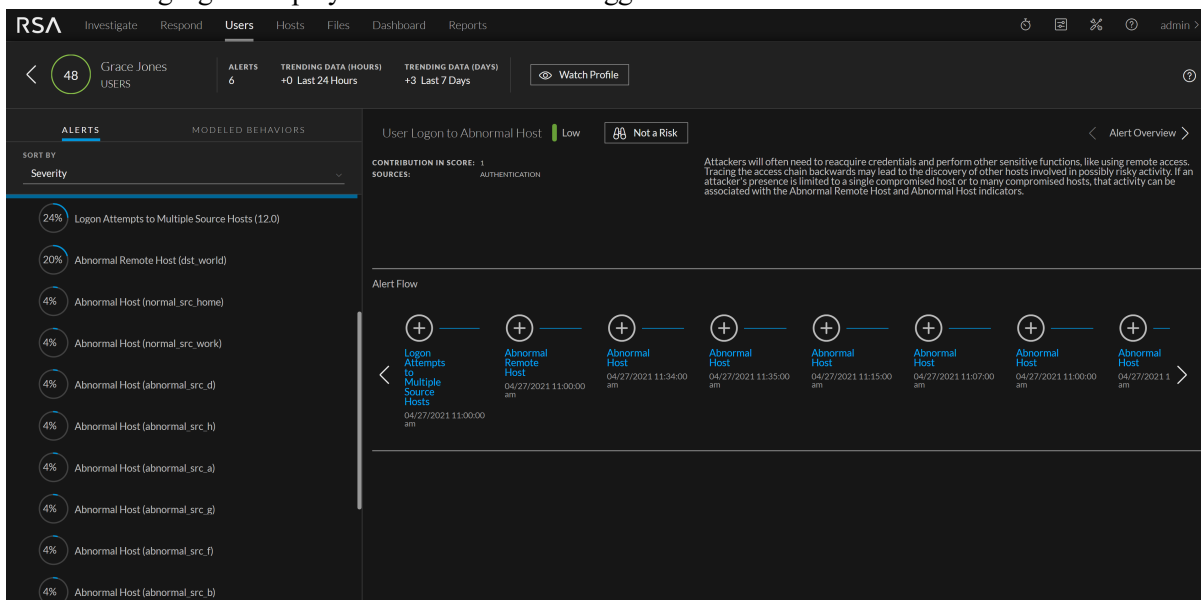 RSA Investigate Respond Users Hosts Files Dashboard Reports admin
48 Grace Jones
USERS
ALERTS
6
TRENDING DATA (HOURS)
+0 Last 24 Hours
TRENDING DATA (DAYS)
+3 Last 7 Days
Watch Profile
ALERTS MODELED BEHAVIORS
SORT BY
Severity
24% Logon Attempts to Multiple Source Hosts (12.0)
20% Abnormal Remote Host (dst_world)
4% Abnormal Host (normal_src_home)
4% Abnormal Host (normal_src_work)
4% Abnormal Host (abnormal_src_d)
4% Abnormal Host (abnormal_src_h)
4% Abnormal Host (abnormal_src_a)
4% Abnormal Host (abnormal_src_g)
4% Abnormal Host (abnormal_src_f)
4% Abnormal Host (abnormal_src_b)
User Logon to Abnormal Host Low Not a Risk Alert Overview
CONTRIBUTION IN SCORE: 1
SOURCES: AUTHENTICATION
Attackers will often need to reacquire credentials and perform other sensitive functions, like using remote access.
Tracing the access chain backwards may lead to the discovery of other hosts involved in possibly risky activity. If an
attacker's presence is limited to a single compromised host or to many compromised hosts, that activity can be
associated with the Abnormal Remote Host and Abnormal Host indicators.
Alert Flow
Logon
Attempts
to
Multiple
Source
Hosts
04/27/2021 11:00:00
am
Abnormal
Remote
Host
04/27/2021 11:00:00
am
Abnormal
Host
04/27/2021 11:34:00
am
Abnormal
Host
04/27/2021 11:35:00
am
Abnormal
Host
04/27/2021 11:15:00
am
Abnormal
Host
04/27/2021 11:07:00
am
Abnormal
Host
04/27/2021 11:00:00
am
Abnormal
Host
04/27/2021 1
am